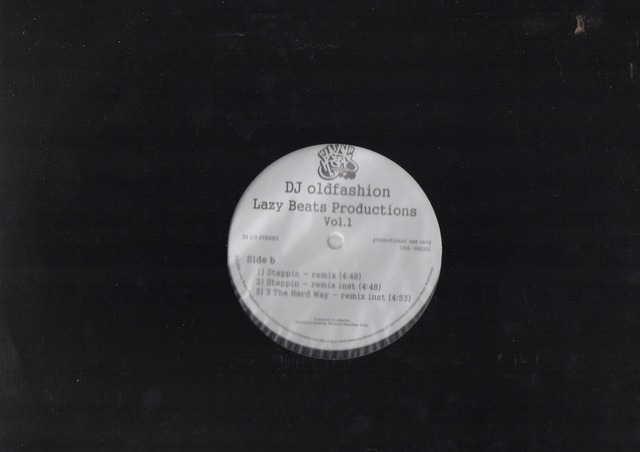 DJ oldfashion
Lazy Beats Productions
Vol.1
33 1/3 STEREO
promotional use only
Side b
1) Steppin - remix (4:48)
2) Steppin - remix inst (4:48)
3) 3 The Hard Way - remix inst (4:53)